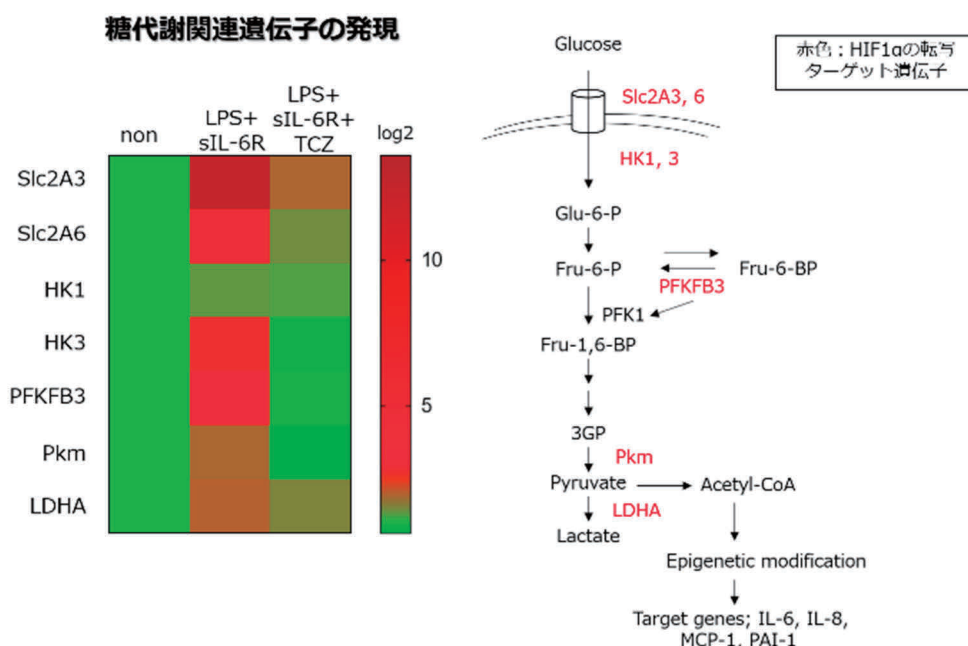 糖代謝関連遺伝子の発現
non
LPS+
sIL-6R
LPS+
sIL-6R+
TCZ
log2
Slc2A3
Slc2A6
HK1
HK3
PFKFB3
Pkm
LDHA
10
5
赤色：HIF1αの転写
ターゲット遺伝子
Glucose
Slc2A3, 6
HK1, 3
Glu-6-P
Fru-6-P
Fru-6-BP
PFKFB3
PFK1
Fru-1,6-BP
3GP
Pkm
Pyruvate
Acetyl-CoA
LDHA
Lactate
Epigenetic modification
Target genes; IL-6, IL-8,
MCP-1, PAI-1